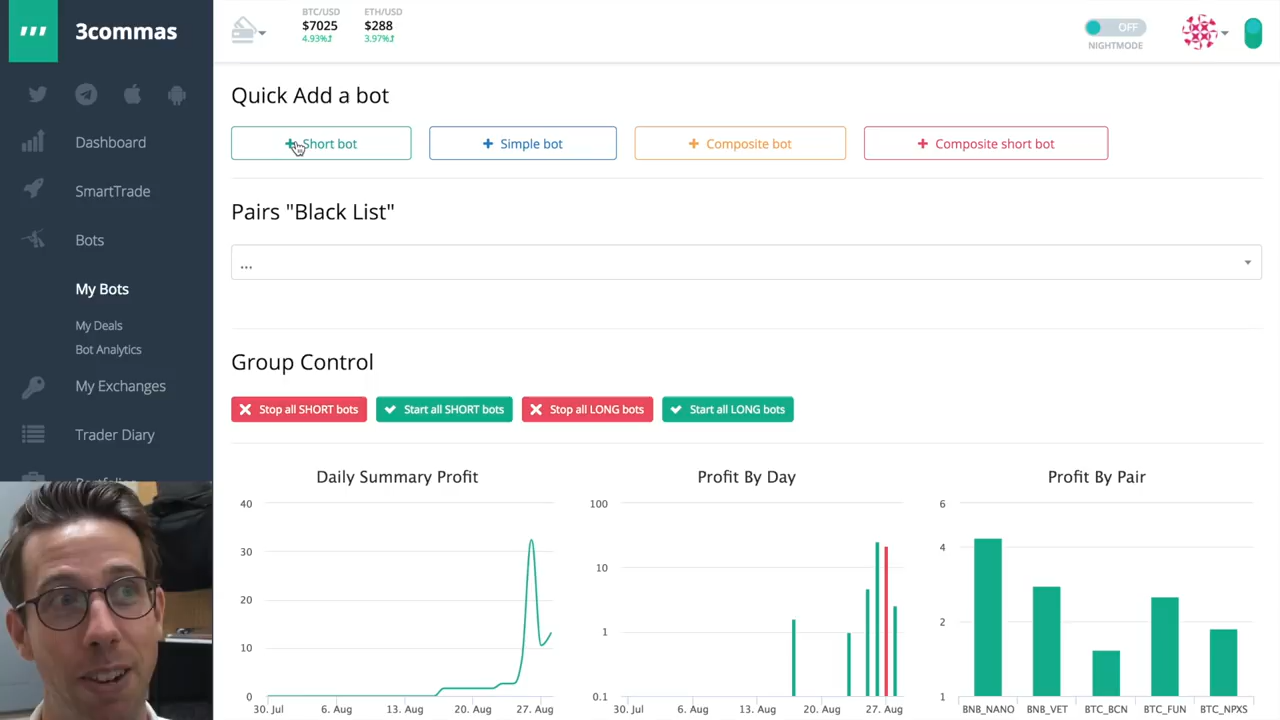 3commas
BTC/USD
$7025
4.93%
ETH/USD
$288
3.97%
OFF
NIGHTMODE
Dashboard
SmartTrade
Bots
My Bots
My Deals
Bot Analytics
My Exchanges
Trader Diary
Portfolio
Quick Add a bot
+ Short bot
+ Simple bot
+ Composite bot
+ Composite short bot
Pairs "Black List"
...
Group Control
Stop all SHORT bots
Start all SHORT bots
Stop all LONG bots
Start all LONG bots
Daily Summary Profit
40
30
20
10
0
30. Jul
6. Aug
13. Aug
20. Aug
27. Aug
Profit By Day
100
10
1
0.1
30. Jul
6. Aug
13. Aug
20. Aug
27. Aug
Profit By Pair
6
4
2
1
BNB_NANO
BNB_VET
BTC_BCN
BTC_FUN
BTC_NPXS